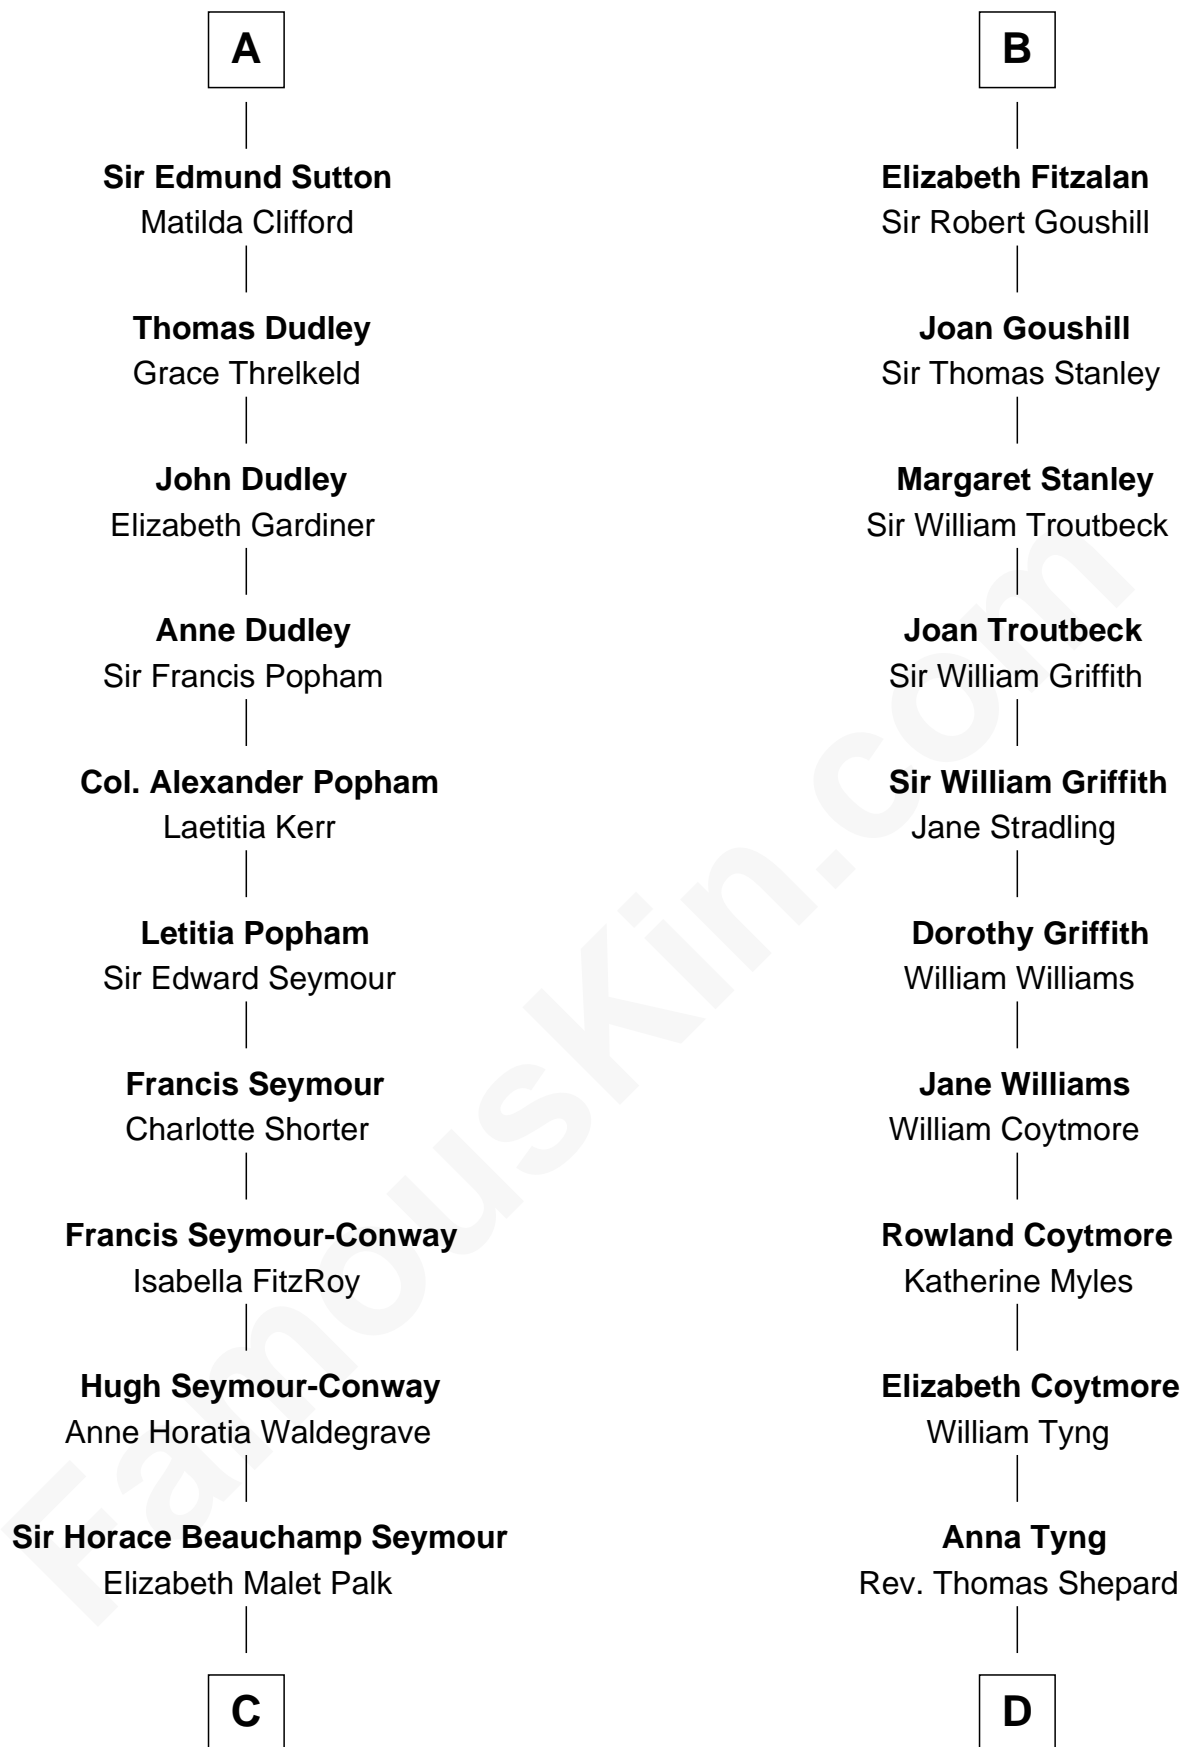 A
Sir Edmund Sutton
Matilda Clifford
Thomas Dudley
Grace Threlkeld
John Dudley
Elizabeth Gardiner
Anne Dudley
Sir Francis Popham
Col. Alexander Popham
Laetitia Kerr
Letitia Popham
Sir Edward Seymour
Francis Seymour
Charlotte Shorter
Francis Seymour-Conway
Isabella FitzRoy
Hugh Seymour-Conway
Anne Horatia Waldegrave
Sir Horace Beauchamp Seymour
Elizabeth Malet Palk
C
B
Elizabeth Fitzalan
Sir Robert Goushill
Joan Goushill
Sir Thomas Stanley
Margaret Stanley
Sir William Troutbeck
Joan Troutbeck
Sir William Griffith
Sir William Griffith
Jane Stradling
Dorothy Griffith
William Williams
Jane Williams
William Coytmore
Rowland Coytmore
Katherine Myles
Elizabeth Coytmore
William Tyng
Anna Tyng
Rev. Thomas Shepard
D
FamousKin.com